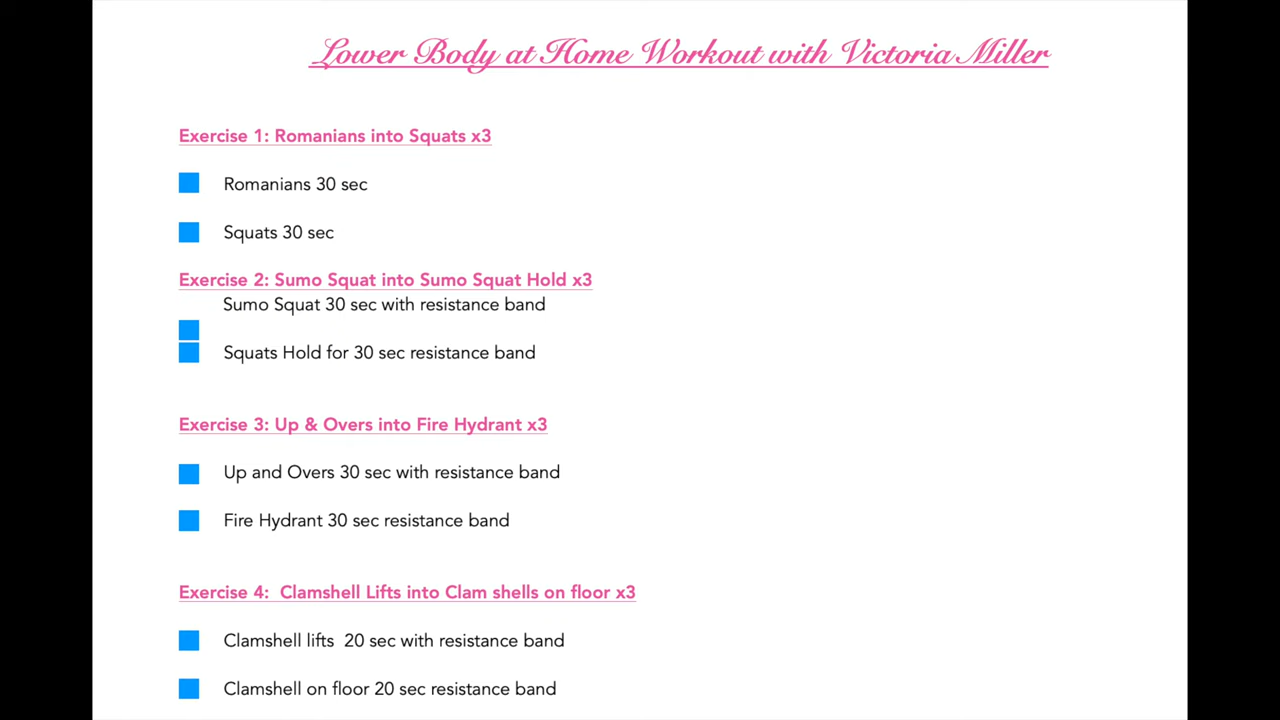 Lower Body at Home Workout with Victoria Miller
Exercise 1: Romanians into Squats x3
Romanians 30 sec
Squats 30 sec
Exercise 2: Sumo Squat into Sumo Squat Hold x3
Sumo Squat 30 sec with resistance band
Squats Hold for 30 sec resistance band
Exercise 3: Up & Overs into Fire Hydrant x3
Up and Overs 30 sec with resistance band
Fire Hydrant 30 sec resistance band
Exercise 4:  Clamshell Lifts into Clam shells on floor x3
Clamshell lifts  20 sec with resistance band
Clamshell on floor 20 sec resistance band